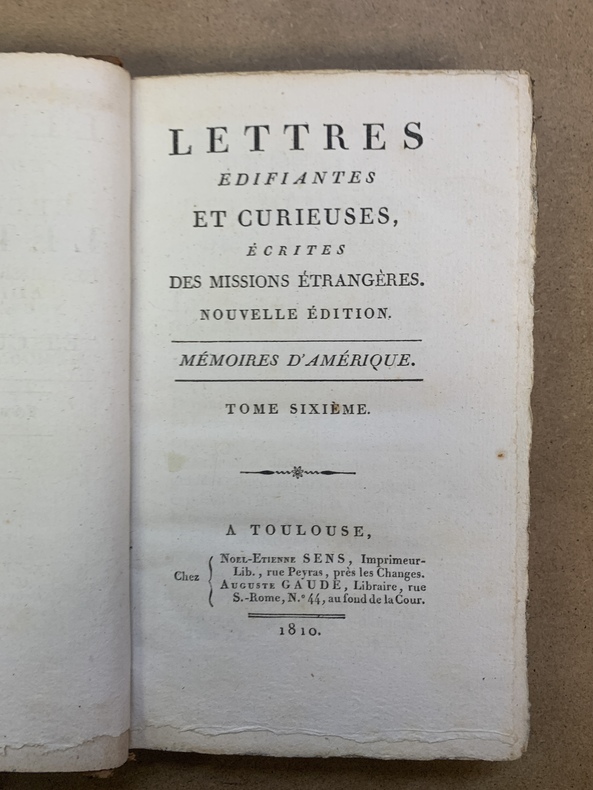 LETTRES
EDIFIANTES
ET CURIEUSES,
ÉCRITES
DES MISSIONS ÉTRANGÈRES.
NOUVELLE ÉDITION.
MÉMOIRES D'AMÉRIQUE.
TOME SIXIÈME.
A TOULOUSE,
Chez
NOEL-ETIENNE SENS, Imprimeur-
Lib., rue Peyras, près les Changes.
AUGUSTE GAUDE, Libraire, rue
S.-Rome, N.° 44, au fond de la Cour.
1810.